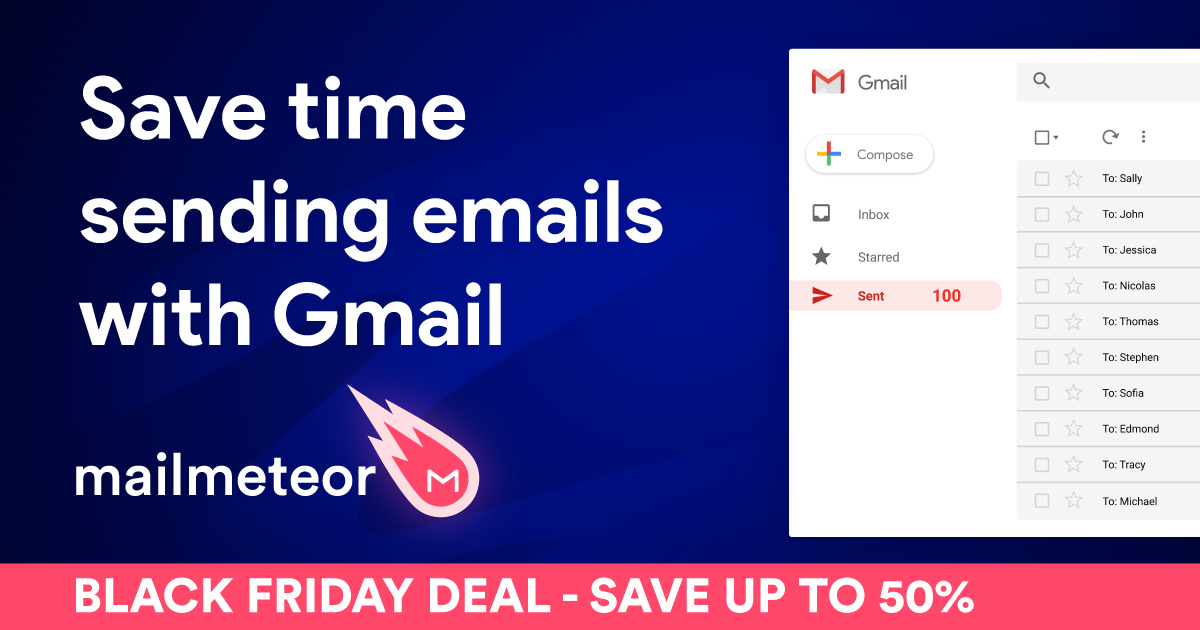 Save time
sending emails
with Gmail
mailmeteor
Gmail
Compose
Inbox
Starred
Sent 100
To: Sally
To: John
To: Jessica
To: Nicolas
To: Thomas
To: Stephen
To: Sofia
To: Edmond
To: Tracy
To: Michael
BLACK FRIDAY DEAL - SAVE UP TO 50%